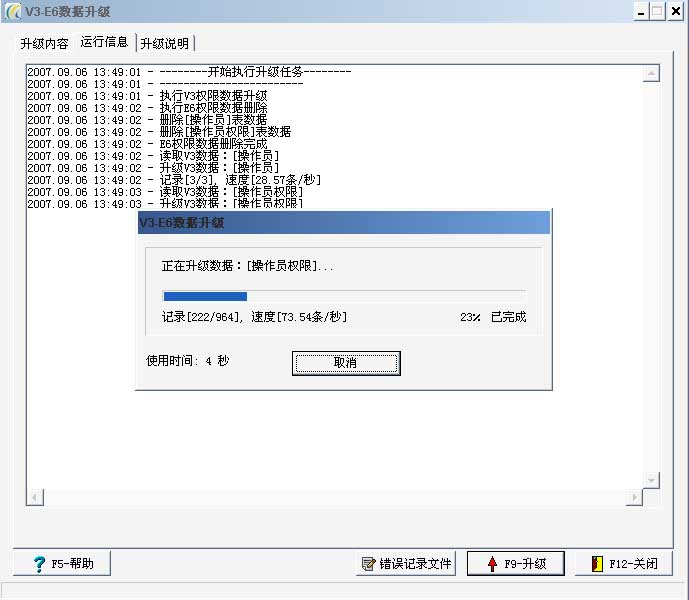 V3-E6数据升级
升级内容 运行信息 升级说明
2007.09.06 13:49:01 - --------开始执行升级任务--------
2007.09.06 13:49:01 - ------------------------
2007.09.06 13:49:01 - 执行V3权限数据升级
2007.09.06 13:49:02 - 执行E6权限数据删除
2007.09.06 13:49:02 - 删除[操作员]表数据
2007.09.06 13:49:02 - 删除[操作员权限]表数据
2007.09.06 13:49:02 - E6权限数据删除完成
2007.09.06 13:49:02 - 读取V3数据：[操作员]
2007.09.06 13:49:02 - 升级V3数据：[操作员]
2007.09.06 13:49:02 - 记录[3/3], 速度[28.57条/秒]
2007.09.06 13:49:03 - 读取V3数据：[操作员权限]
2007.09.06 13:49:03 - 升级V3数据：[操作员权限]
V3-E6数据升级
正在升级数据：[操作员权限]...
记录[222/964], 速度[73.54条/秒] 23% 已完成
使用时间: 4 秒 取消
F5-帮助 错误记录文件 F9-升级 F12-关闭